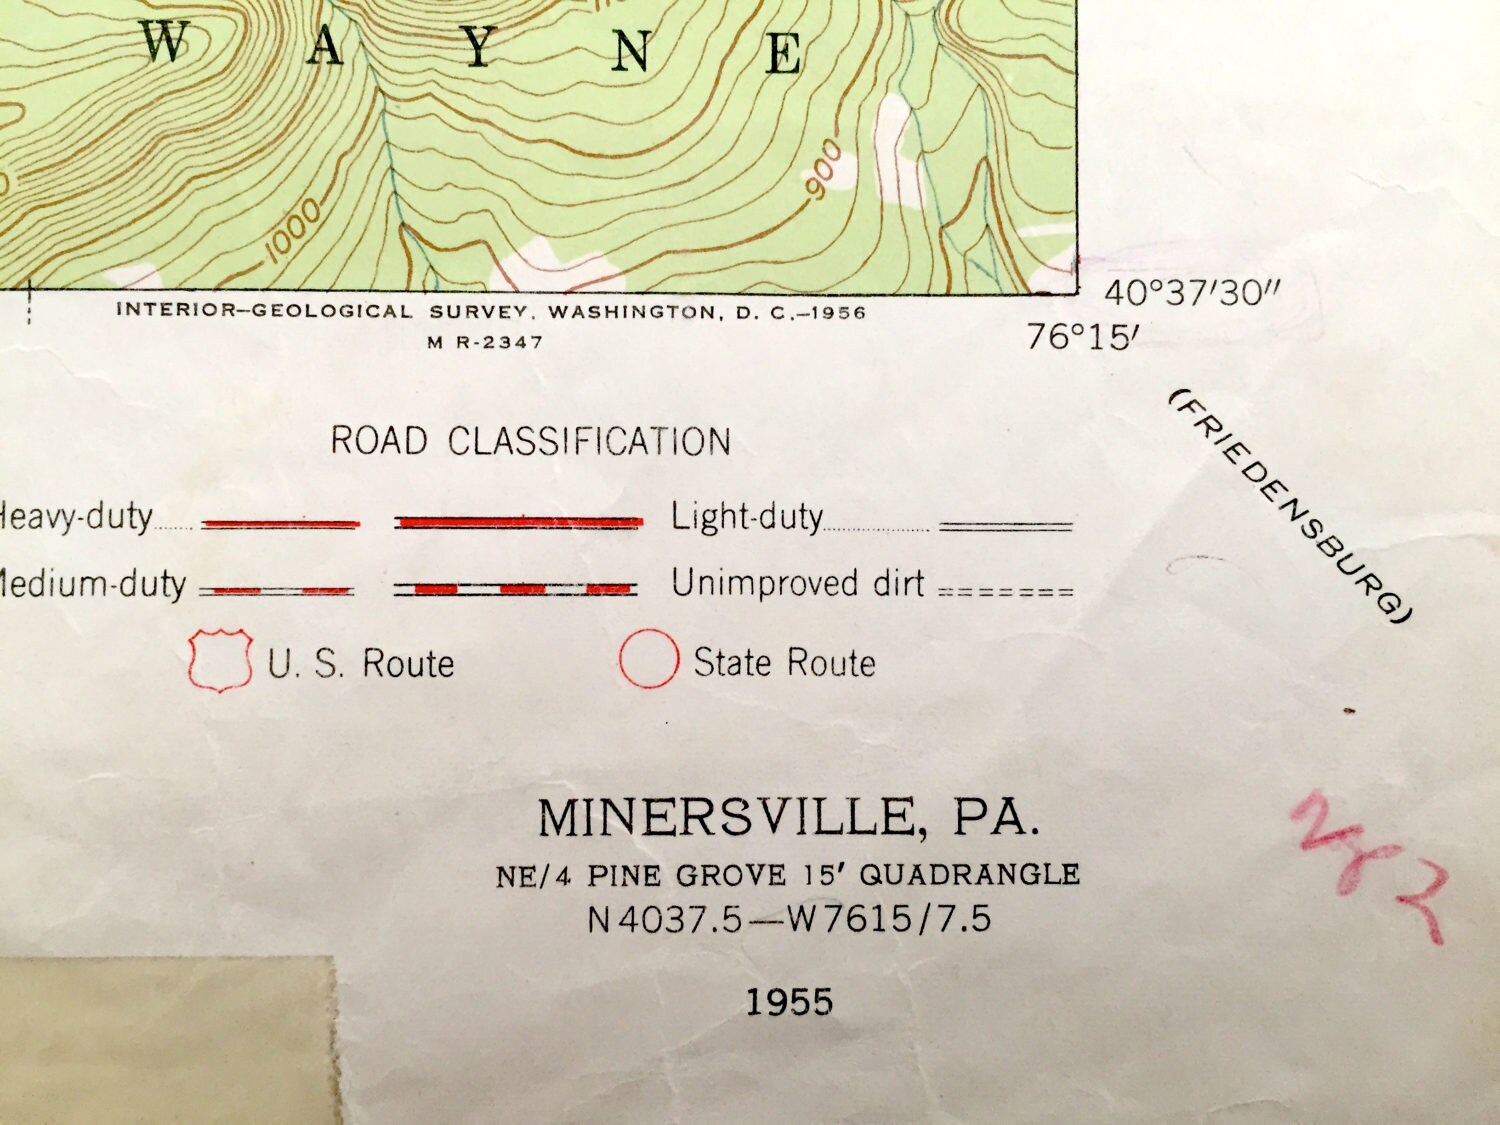 W A Y N E
900
1000
INTERIOR—GEOLOGICAL SURVEY, WASHINGTON, D. C.—1956
M R-2347
40°37′30″
76°15′
(FRIEDENSBURG)
ROAD CLASSIFICATION
Heavy-duty Light-duty
Medium-duty Unimproved dirt
U. S. Route State Route
MINERSVILLE, PA.
NE/4 PINE GROVE 15′ QUADRANGLE
N4037.5—W7615/7.5
1955